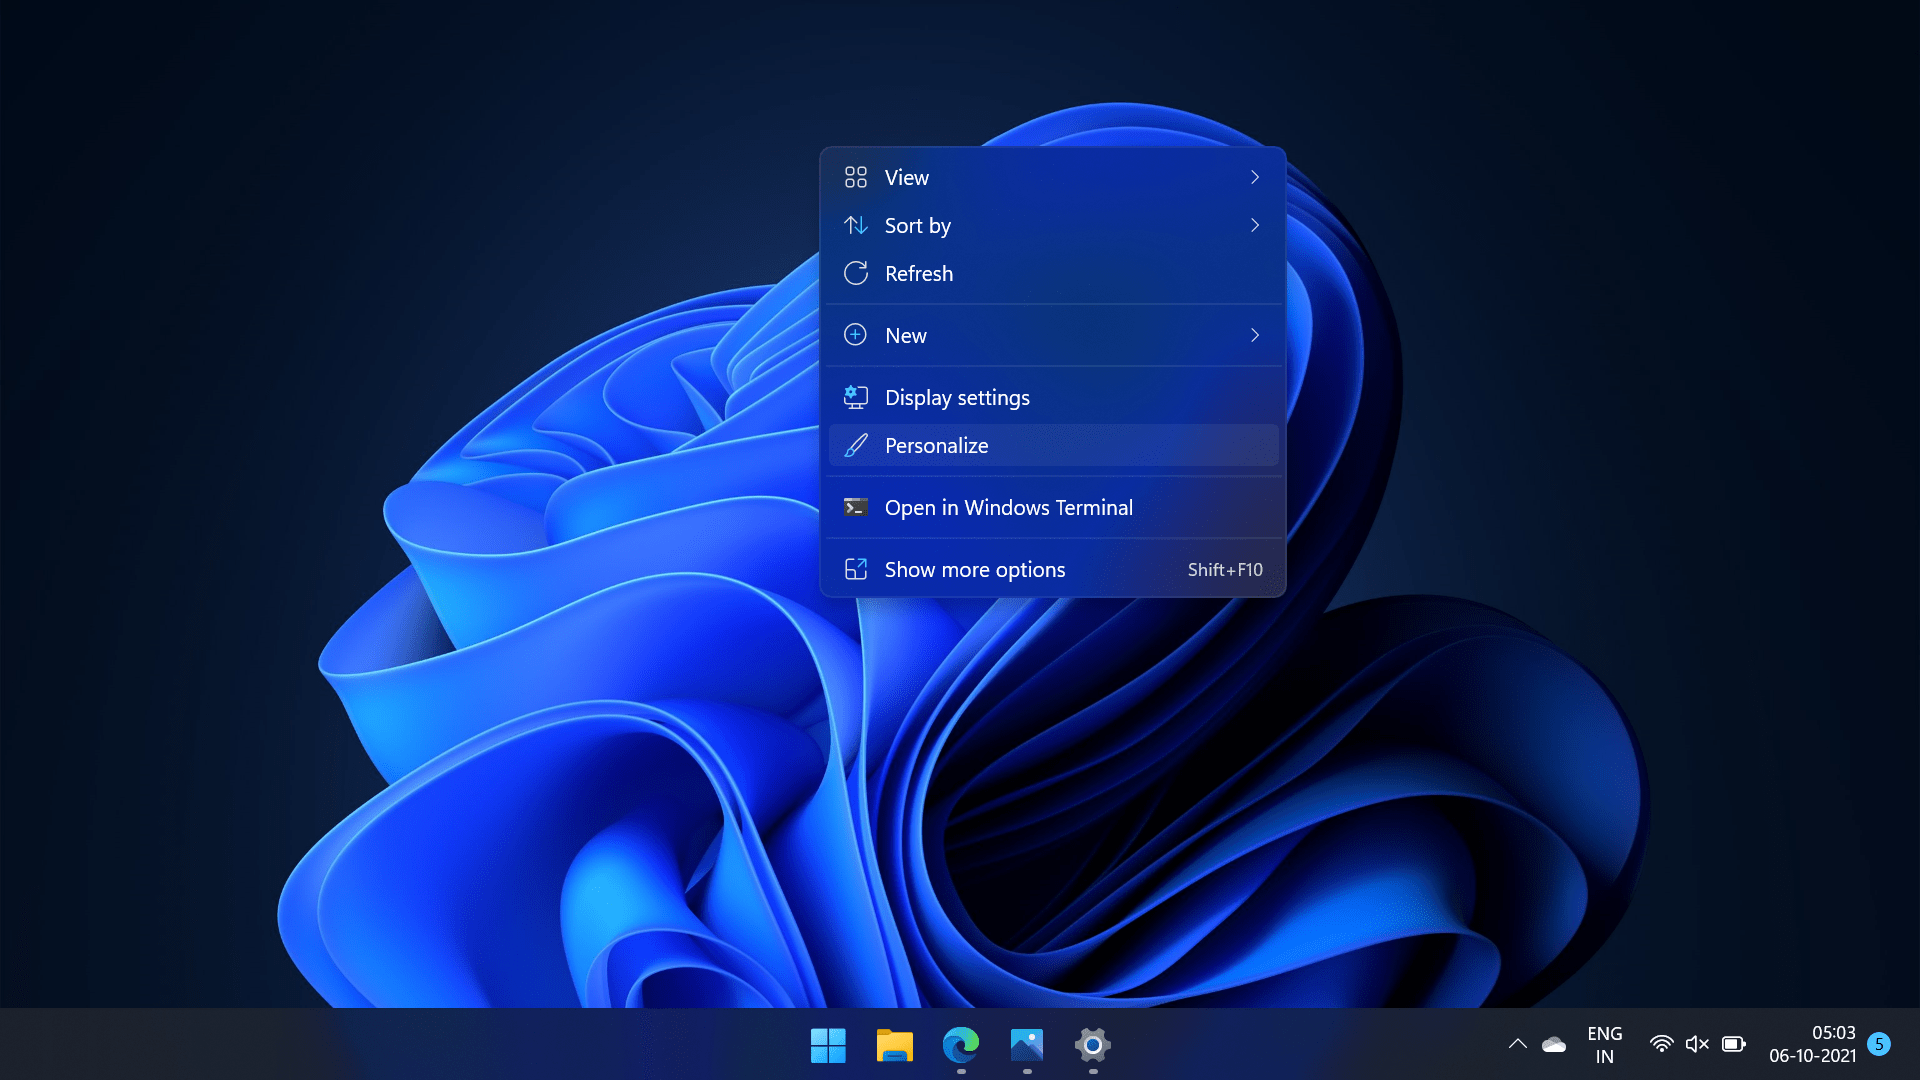 View
Sort by
Refresh
New
Display settings
Personalize
Open in Windows Terminal
Show more options Shift+F10
ENG
IN
05:03
06-10-2021
5